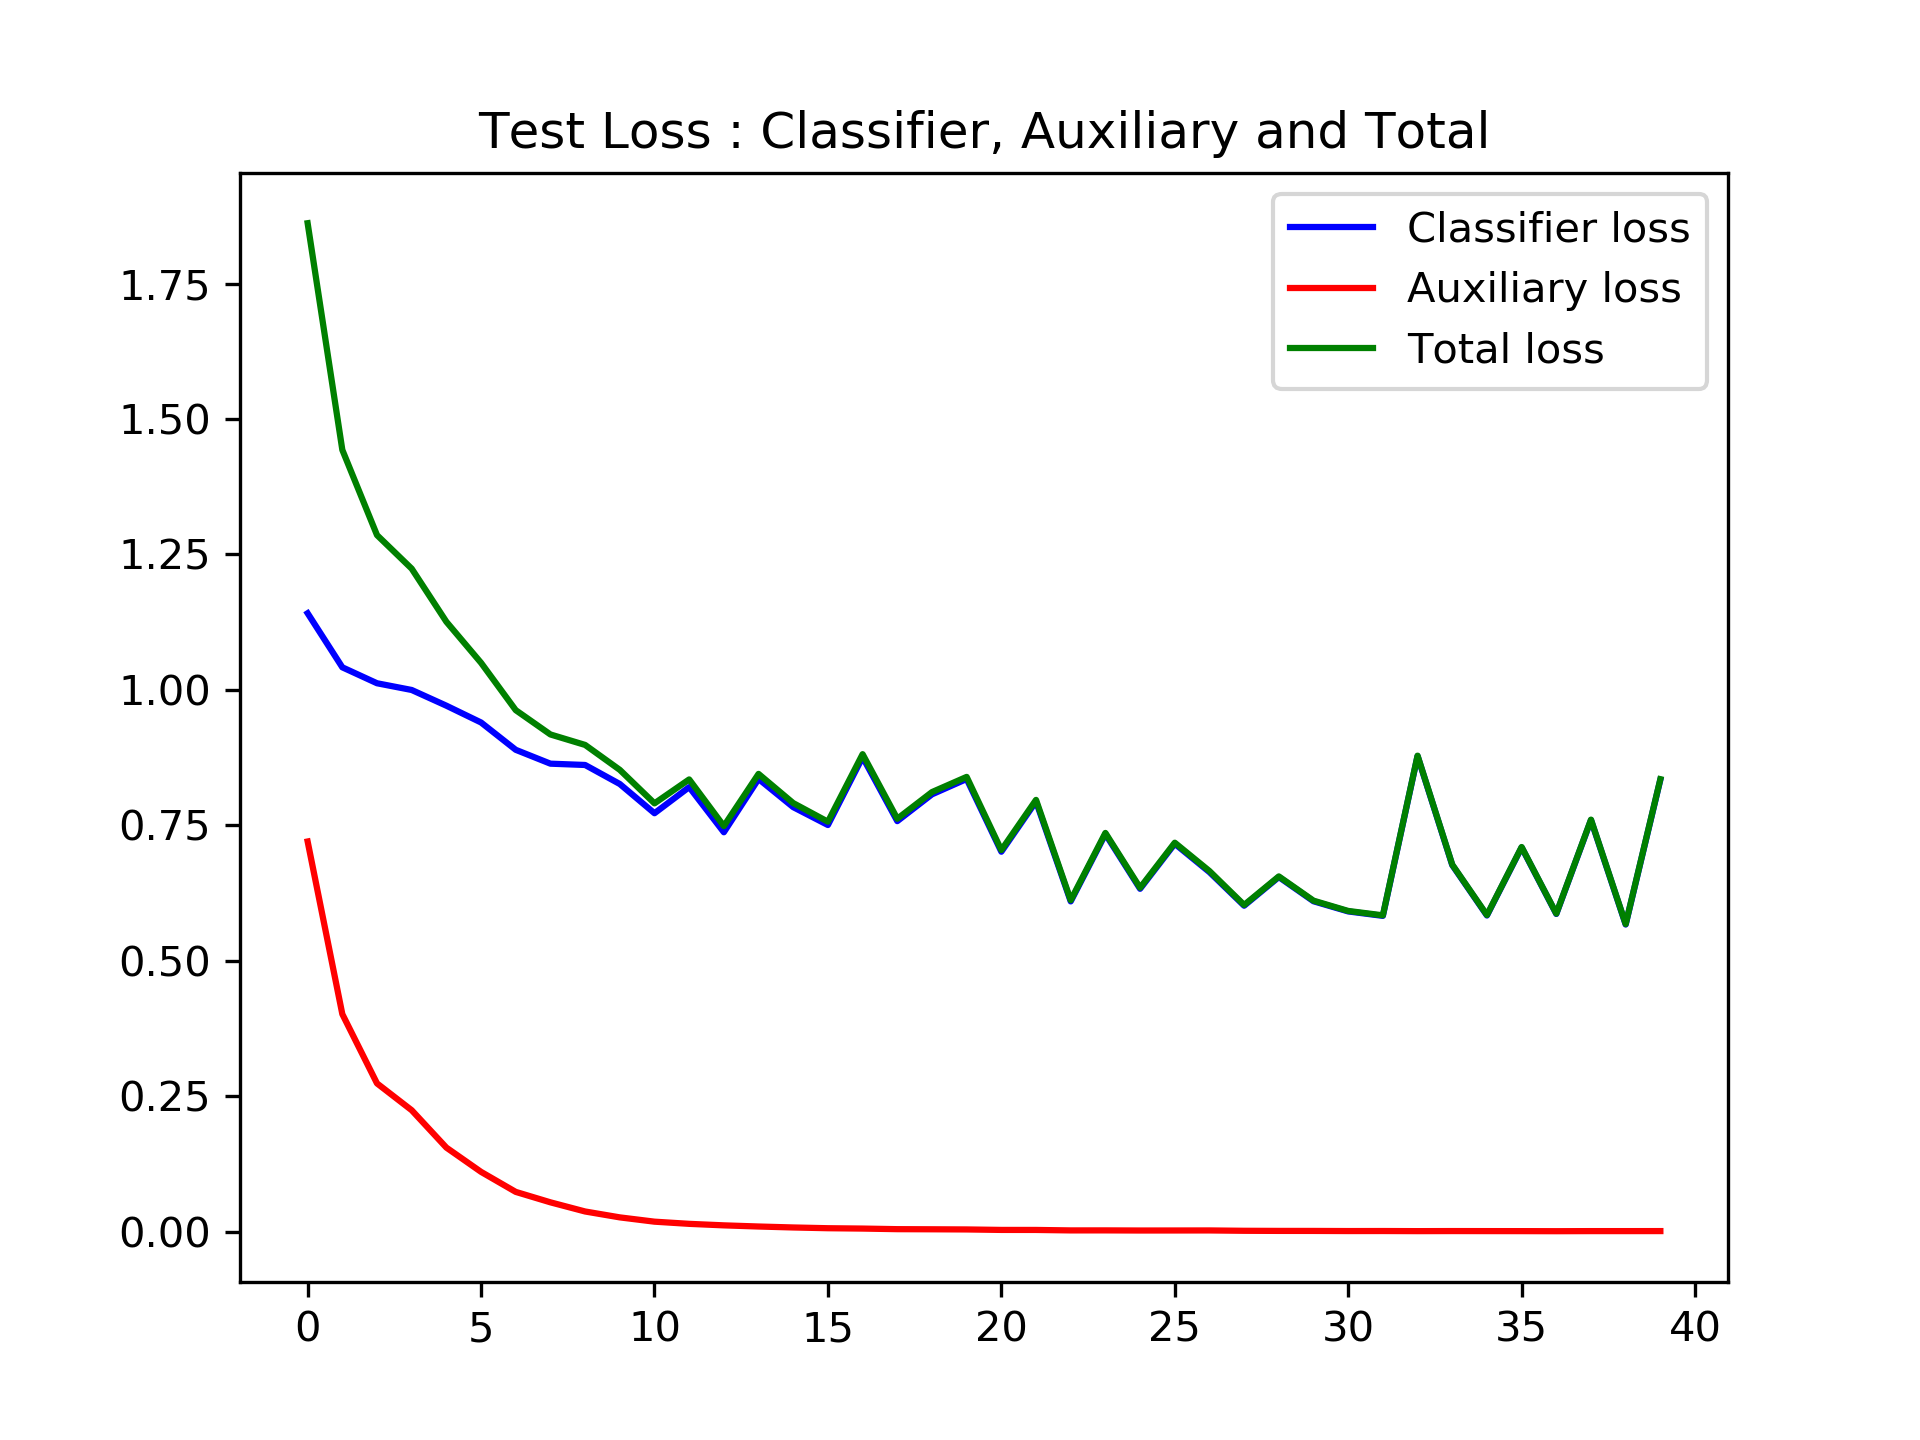 Test Loss : Classifier, Auxiliary and Total
Classifier loss
Auxiliary loss
Total loss
1.75
1.50
1.25
1.00
0.75
0.50
0.25
0.00
0 5 10 15 20 25 30 35 40